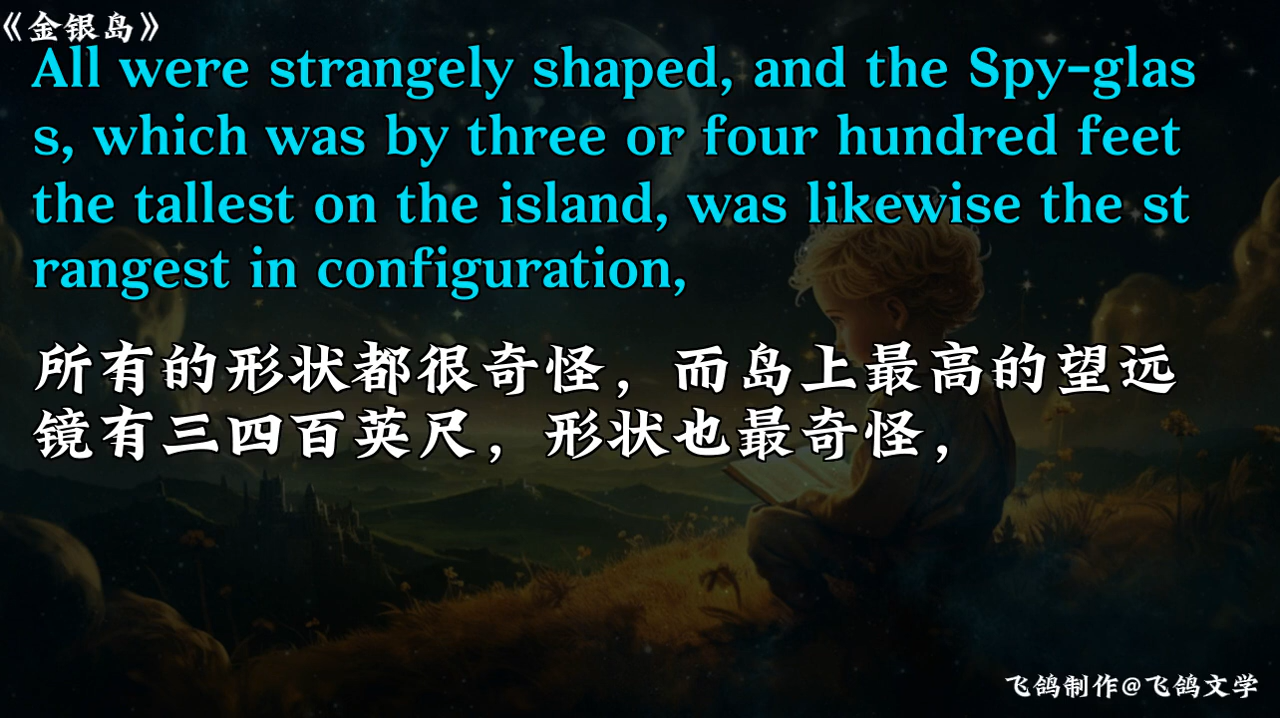 《金银岛》
All were strangely shaped, and the Spy-glas
s, which was by three or four hundred feet
the tallest on the island, was likewise the st
rangest in configuration,
所有的形状都很奇怪，而岛上最高的望远
镜有三四百英尺，形状也最奇怪，
飞鸽制作@飞鸽文学